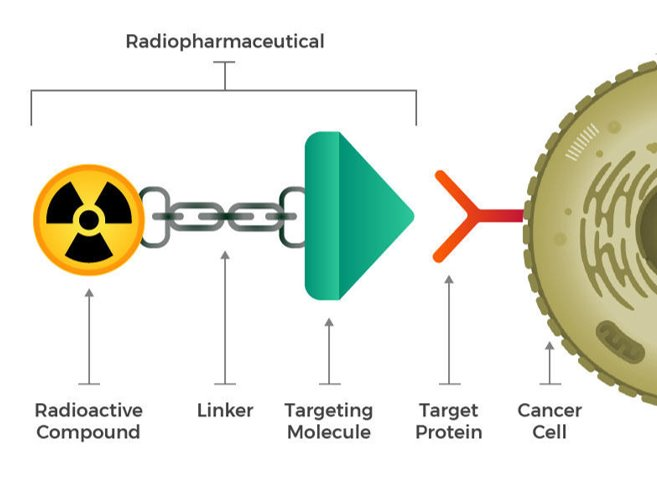 Radiopharmaceutical
Radioactive
Compound
Linker
Targeting
Molecule
Target
Protein
Cancer
Cell